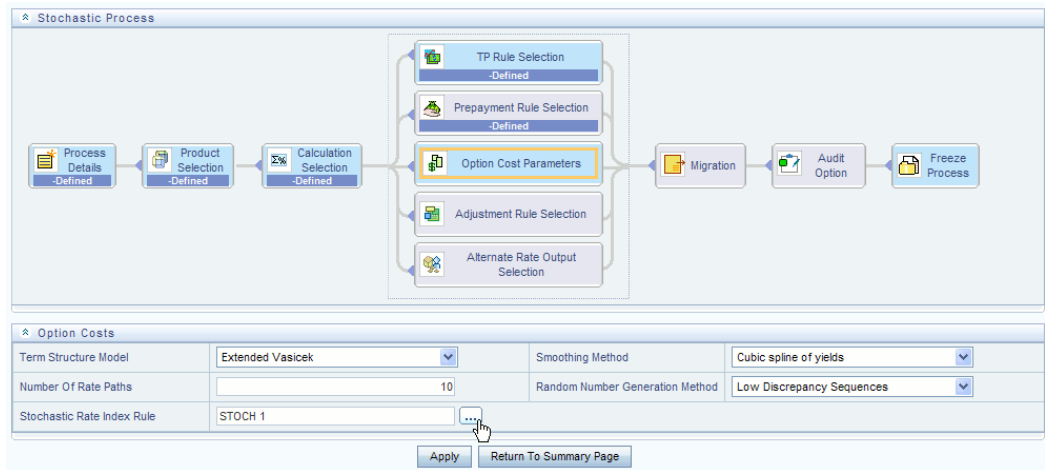 Stochastic Process
TP Rule Selection
-Defined
Prepayment Rule Selection
-Defined
Process
Details
-Defined
Product
Selection
-Defined
Calculation
Selection
-Defined
Option Cost Parameters
Migration
Audit
Option
Freeze
Process
Adjustment Rule Selection
Alternate Rate Output
Selection
Option Costs
Term Structure Model
Extended Vasicek
Smoothing Method
Cubic spline of yields
Number Of Rate Paths
10
Random Number Generation Method
Low Discrepancy Sequences
Stochastic Rate Index Rule
STOCH 1
...
Apply
Return To Summary Page